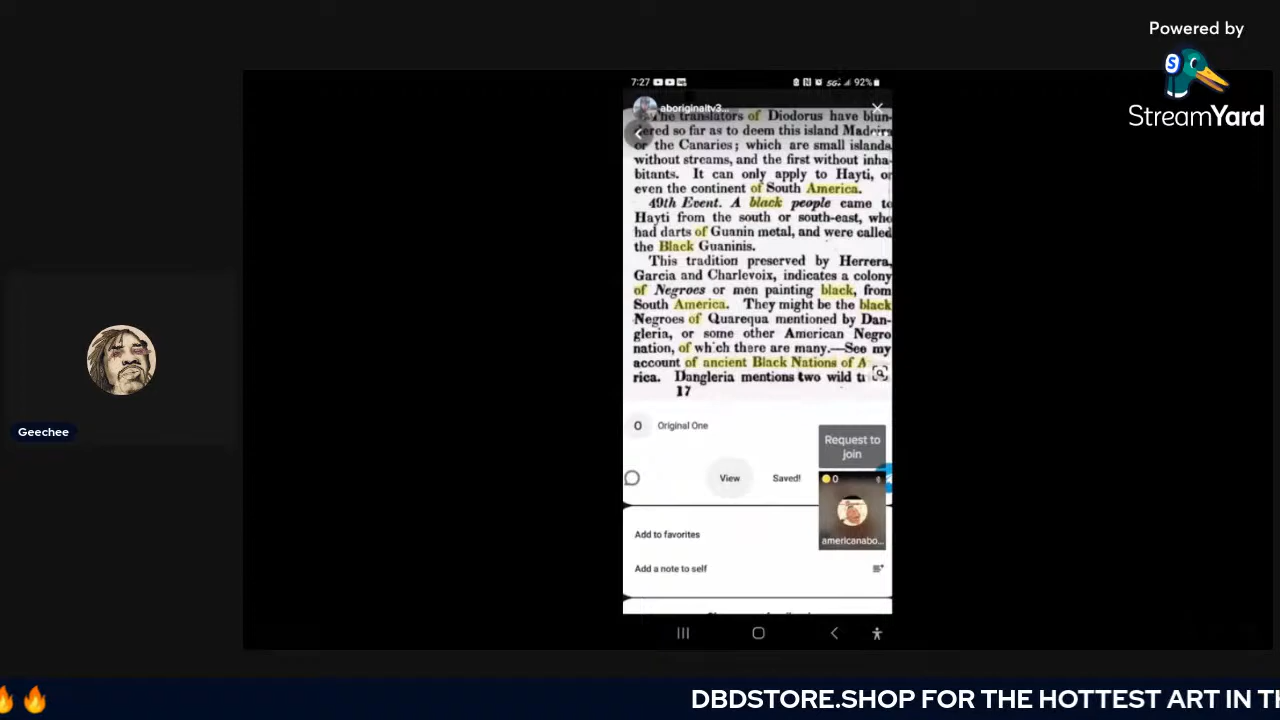 Powered by
StreamYard
7:27
5G
92%
aboriginaltv3...
The translators of Diodorus have blun-
dered so far as to deem this island Madeira
or the Canaries; which are small islands
without streams, and the first without inha-
bitants. It can only apply to Hayti, or
even the continent of South America.
49th Event. A black people came to
Hayti from the south or south-east, who
had darts of Guanin metal, and were called
the Black Guaninis.
This tradition preserved by Herrera,
Garcia and Charlevoix, indicates a colony
of Negroes or men painting black, from
South America. They might be the black
Negroes of Quarequa mentioned by Dan-
gleria, or some other American Negro
nation, of which there are many.—See my
account of ancient Black Nations of A
rica. Dangleria mentions two wild t
17
O Original One
Request to
join
View
Saved!
0
americanabo...
Add to favorites
Add a note to self
Geechee
DBDSTORE.SHOP FOR THE HOTTEST ART IN TH